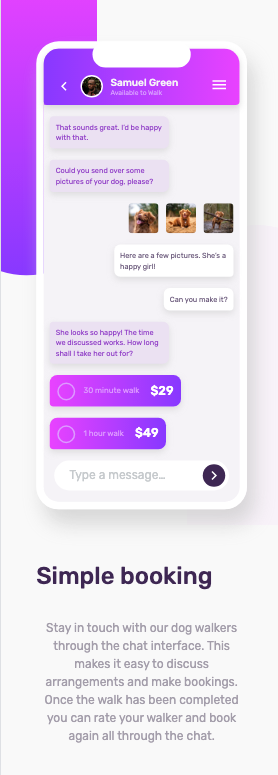 Samuel Green
Available to Walk
That sounds great. I'd be happy
with that.
Could you send over some
pictures of your dog, please?
Here are a few pictures. She's a
happy girl!
Can you make it?
She looks so happy! The time
we discussed works. How long
shall I take her out for?
30 minute walk $29
1 hour walk $49
Type a message…
Simple booking
Stay in touch with our dog walkers
through the chat interface. This
makes it easy to discuss
arrangements and make bookings.
Once the walk has been completed
you can rate your walker and book
again all through the chat.